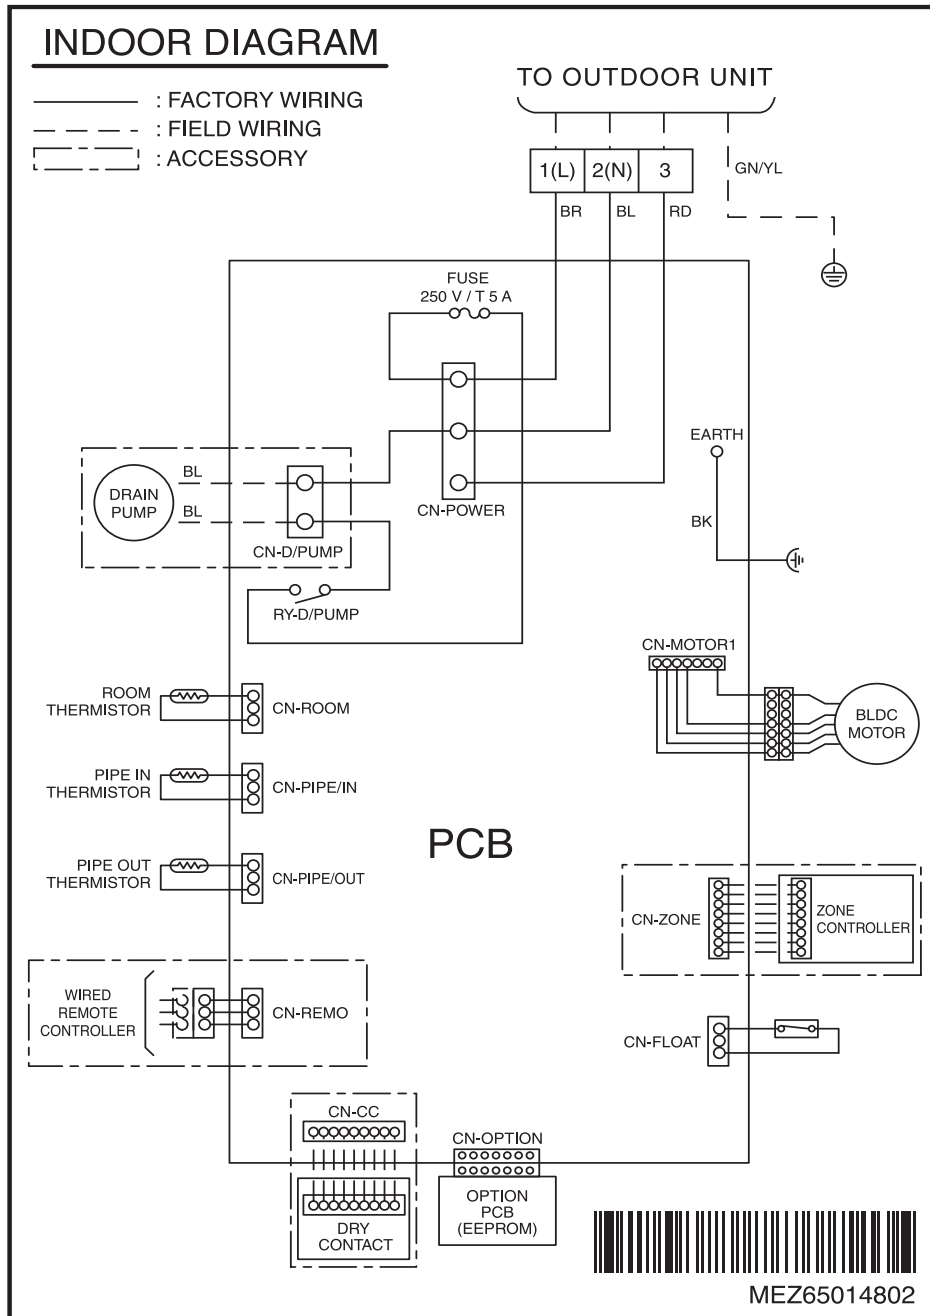 INDOOR DIAGRAM
: FACTORY WIRING
: FIELD WIRING
: ACCESSORY
TO OUTDOOR UNIT
1(L) 2(N) 3
GN/YL
BR BL RD
FUSE
250 V / T 5 A
EARTH
BK
CN-POWER
DRAIN
PUMP
BL
BL
CN-D/PUMP
RY-D/PUMP
CN-MOTOR1
BLDC
MOTOR
ROOM
THERMISTOR
CN-ROOM
PIPE IN
THERMISTOR
CN-PIPE/IN
PCB
PIPE OUT
THERMISTOR
CN-PIPE/OUT
CN-ZONE
ZONE
CONTROLLER
WIRED
REMOTE
CONTROLLER
CN-REMO
CN-FLOAT
CN-CC
DRY
CONTACT
CN-OPTION
OPTION
PCB
(EEPROM)
MEZ65014802